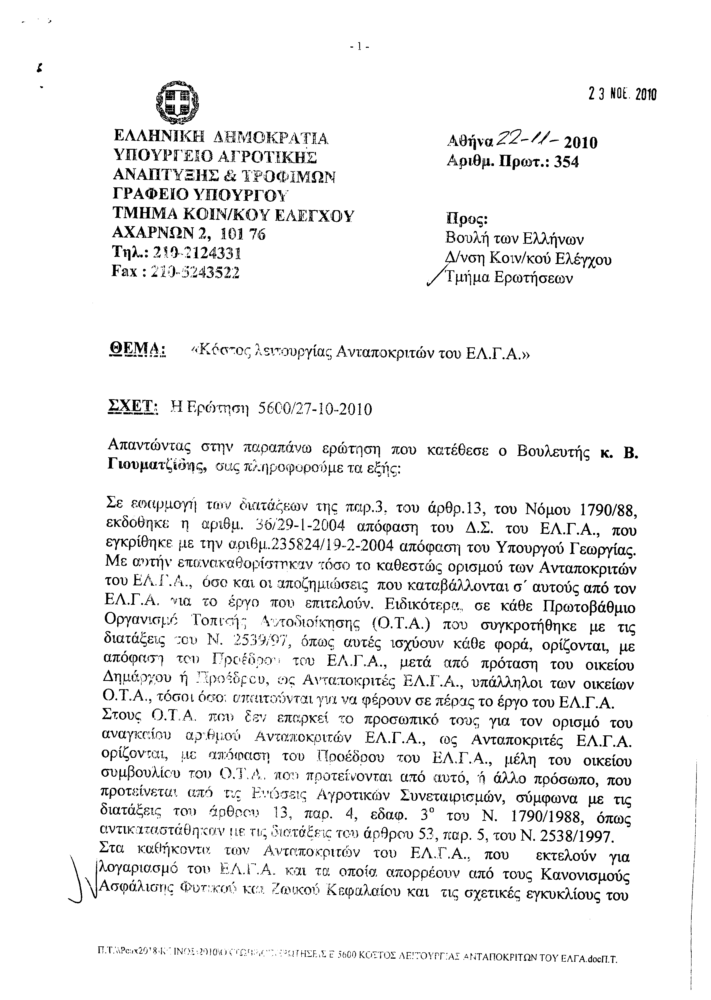 - 1 -
2 3 ΝΟΕ. 2010
ΕΛΛΗΝΙΚΗ ΔΗΜΟΚΡΑΤΙΑ
ΥΠΟΥΡΓΕΙΟ ΑΓΡΟΤΙΚΗΣ
ΑΝΑΠΤΥΞΗΣ & ΤΡΟΦΙΜΩΝ
ΓΡΑΦΕΙΟ ΥΠΟΥΡΓΟΥ
ΤΜΗΜΑ ΚΟΙΝ/ΚΟΥ ΕΛΕΓΧΟΥ
ΑΧΑΡΝΩΝ 2, 101 76
Τηλ.: 210-2124331
Fax : 210-5243522
Αθήνα 22-11- 2010
Αριθμ. Πρωτ.: 354
Προς:
Βουλή των Ελλήνων
Δ/νση Κοιν/κού Ελέγχου
Τμήμα Ερωτήσεων
ΘΕΜΑ: «Κόστος λειτουργίας Ανταποκριτών του ΕΛ.Γ.Α.»
ΣΧΕΤ: Η Ερώτηση 5600/27-10-2010
Απαντώντας στην παραπάνω ερώτηση που κατέθεσε ο Βουλευτής κ. Β.
Γιουματζίδης, σας πληροφορούμε τα εξής:
Σε εφαρμογή των διατάξεων της παρ.3, του άρθρ.13, του Νόμου 1790/88,
εκδόθηκε η αριθμ. 36/29-1-2004 απόφαση του Δ.Σ. του ΕΛ.Γ.Α., που
εγκρίθηκε με την αριθμ.235824/19-2-2004 απόφαση του Υπουργού Γεωργίας.
Με αυτήν επανακαθορίστηκαν τόσο το καθεστώς ορισμού των Ανταποκριτών
του ΕΛ.Γ.Α., όσο και οι αποζημιώσεις που καταβάλλονται σ΄ αυτούς από τον
ΕΛ.Γ.Α. για το έργο που επιτελούν. Ειδικότερα, σε κάθε Πρωτοβάθμιο
Οργανισμό Τοπικής Αυτοδιοίκησης (Ο.Τ.Α.) που συγκροτήθηκε με τις
διατάξεις του Ν. 2539/97, όπως αυτές ισχύουν κάθε φορά, ορίζονται, με
απόφαση του Προέδρου του ΕΛ.Γ.Α., μετά από πρόταση του οικείου
Δημάρχου ή Προέδρου, ως Ανταποκριτές ΕΛ.Γ.Α., υπάλληλοι των οικείων
Ο.Τ.Α., τόσοι όσοι απαιτούνται για να φέρουν σε πέρας το έργο του ΕΛ.Γ.Α.
Στους Ο.Τ.Α. που δεν επαρκεί το προσωπικό τους για τον ορισμό του
αναγκαίου αριθμού Ανταποκριτών ΕΛ.Γ.Α., ως Ανταποκριτές ΕΛ.Γ.Α.
ορίζονται, με απόφαση του Προέδρου του ΕΛ.Γ.Α., μέλη του οικείου
συμβουλίου του Ο.Τ.Α. που προτείνονται από αυτό, ή άλλο πρόσωπο, που
προτείνεται από τις Ενώσεις Αγροτικών Συνεταιρισμών, σύμφωνα με τις
διατάξεις του άρθρου 13, παρ. 4, εδαφ. 3º του Ν. 1790/1988, όπως
αντικαταστάθηκαν με τις διατάξεις του άρθρου 53, παρ. 5, του Ν. 2538/1997.
Στα καθήκοντα των Ανταποκριτών του ΕΛ.Γ.Α., που εκτελούν για
λογαριασμό του ΕΛ.Γ.Α. και τα οποία απορρέουν από τους Κανονισμούς
Ασφάλισης Φυτικού και Ζωικού Κεφαλαίου και τις σχετικές εγκυκλίους του
Ε 5600 ΚΟΣΤΟΣ ΛΕΙΤΟΥΡΓΙΑΣ ΑΝΤΑΠΟΚΡΙΤΩΝ ΤΟΥ ΕΛΓΑ.docΠ.Τ.